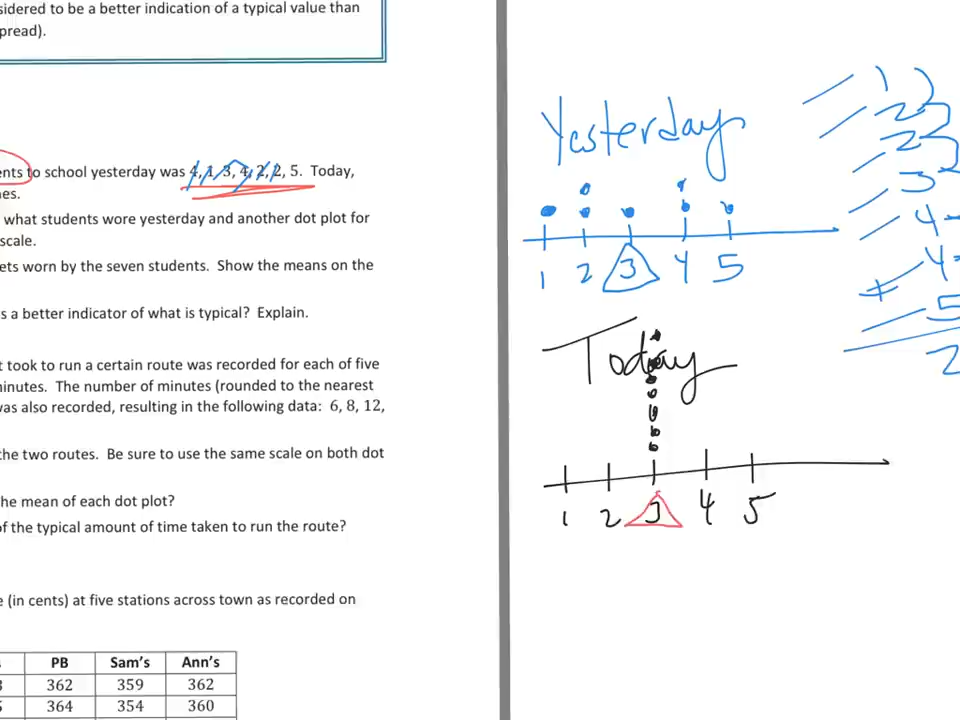 sidered to be a better indication of a typical value than
pread).
ents to school yesterday was 4, 1, 3, 4, 2, 2, 5. Today,
nes.
what students wore yesterday and another dot plot for
scale.
ets worn by the seven students. Show the means on the
s a better indicator of what is typical? Explain.
t took to run a certain route was recorded for each of five
minutes. The number of minutes (rounded to the nearest
was also recorded, resulting in the following data: 6, 8, 12,
the two routes. Be sure to use the same scale on both dot
the mean of each dot plot?
of the typical amount of time taken to run the route?
e (in cents) at five stations across town as recorded on
PB Sam's Ann's
3 362 359 362
5 364 354 360
Yesterday
1 2 3 4 5
Today
1 2 3 4 5
1
2
2
3
4
4
5
2